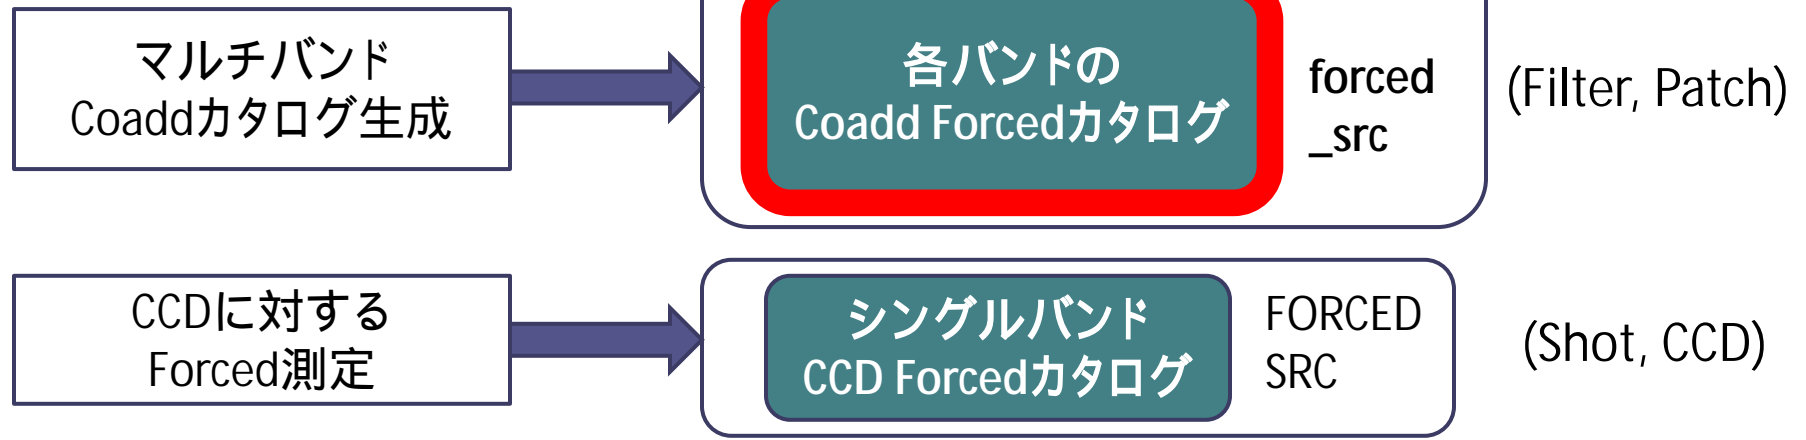 マルチバンド
Coaddカタログ生成
各バンドの
Coadd Forcedカタログ
forced
_src
(Filter, Patch)
CCDに対する
Forced測定
シングルバンド
CCD Forcedカタログ
FORCED
SRC
(Shot, CCD)